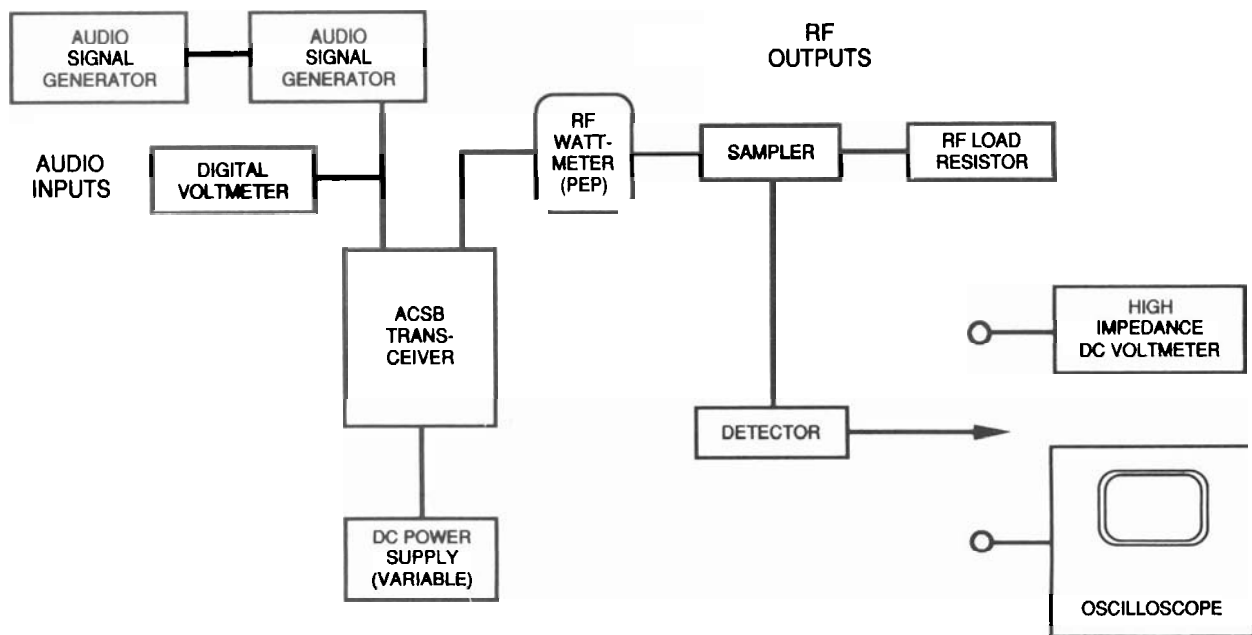 AUDIO
SIGNAL
GENERATOR
AUDIO
SIGNAL
GENERATOR
RF
OUTPUTS
AUDIO
INPUTS
DIGITAL
VOLTMETER
RF
WATT-
METER
(PEP)
SAMPLER
RF LOAD
RESISTOR
ACSB
TRANS-
CEIVER
HIGH
IMPEDANCE
DC VOLTMETER
DETECTOR
DC POWER
SUPPLY
(VARIABLE)
OSCILLOSCOPE